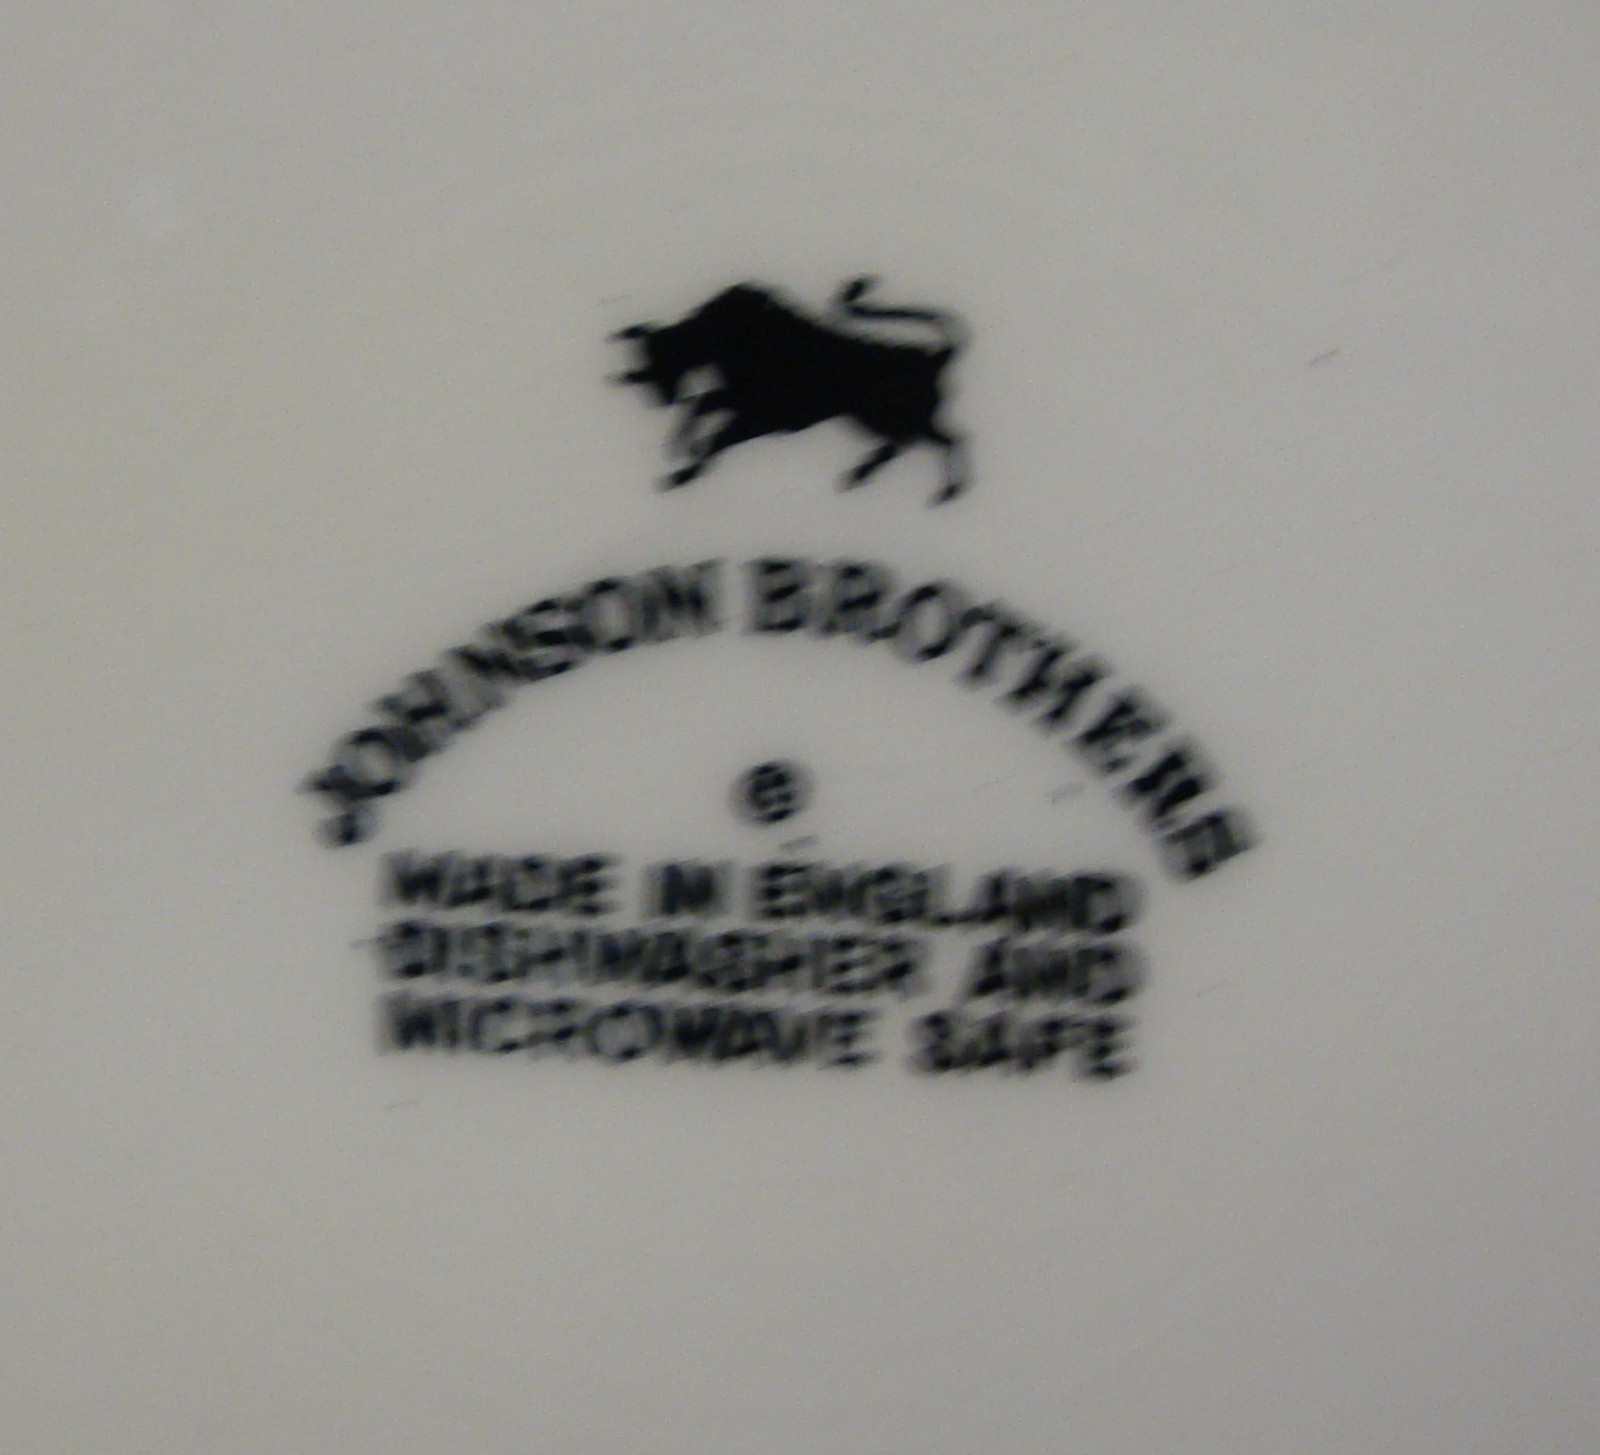 JOHNSON BROTHERS
©
MADE IN ENGLAND
DISHWASHER AND
MICROWAVE SAFE